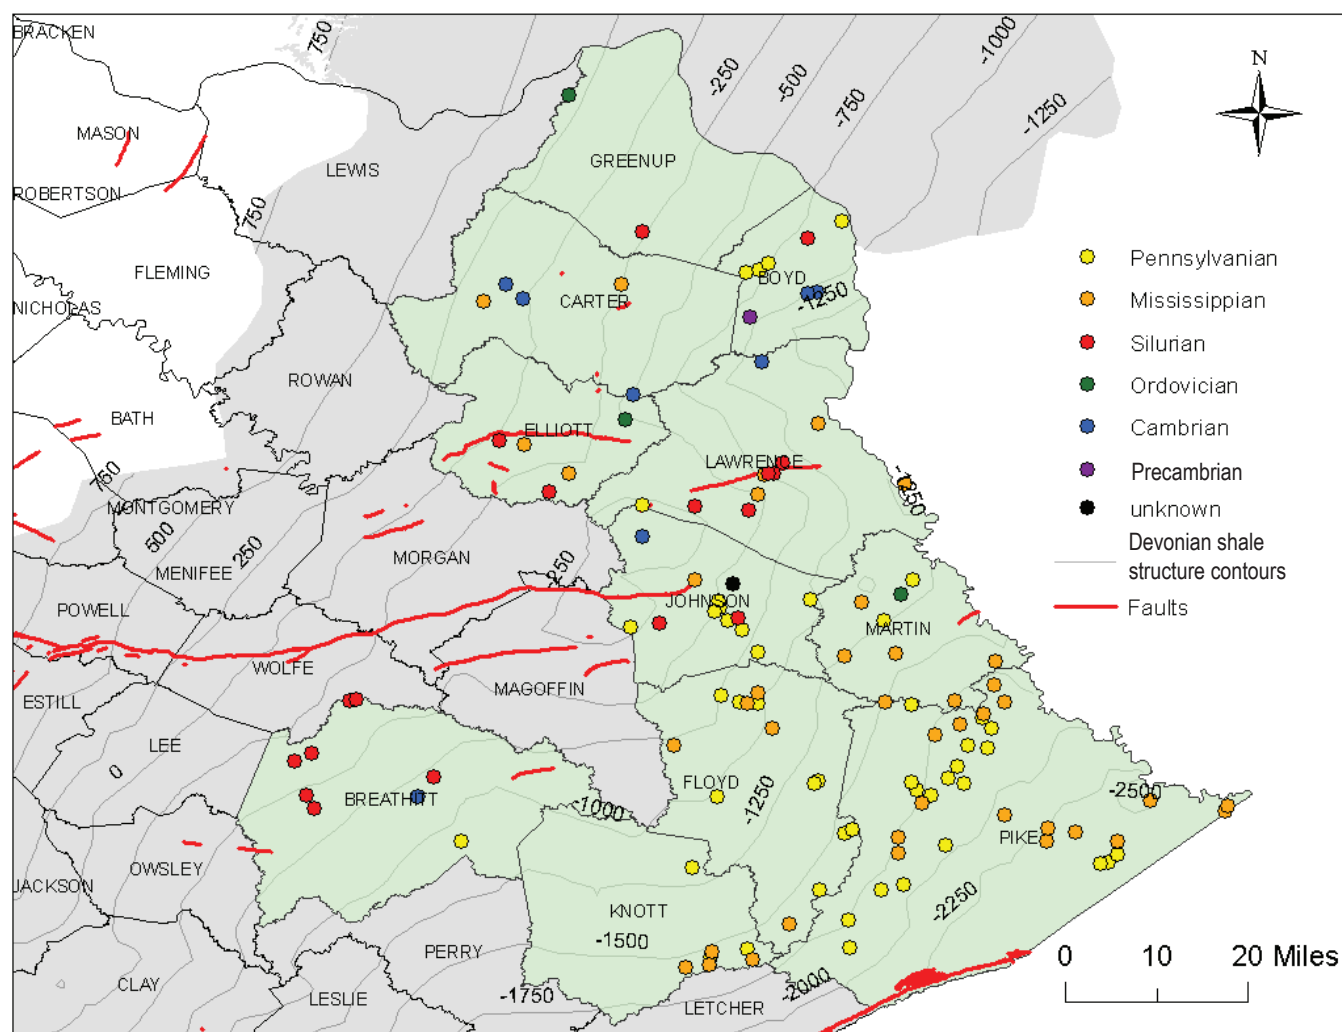 BRACKEN
750
-250
-500
-1000
-750
-1250
N
MASON
LEWIS
GREENUP
ROBERTSON
750
FLEMING
BOYD
Pennsylvanian
NICHOLAS
CARTER
-1250
Mississippian
Silurian
ROWAN
Ordovician
BATH
ELLIOTT
Cambrian
750
LAWRENCE
-1250
Precambrian
MONTGOMERY
unknown
500
250
MORGAN
Devonian shale
structure contours
MENIFEE
-250
POWELL
JOHNSON
Faults
MARTIN
WOLFE
MAGOFFIN
ESTILL
LEE
0
FLOYD
-1250
-2500
BREATHITT
-1000
PIKE
OWSLEY
JACKSON
KNOTT
-2250
-1500
PERRY
0 10 20 Miles
CLAY
-2000
LESLIE
-1750
LETCHER